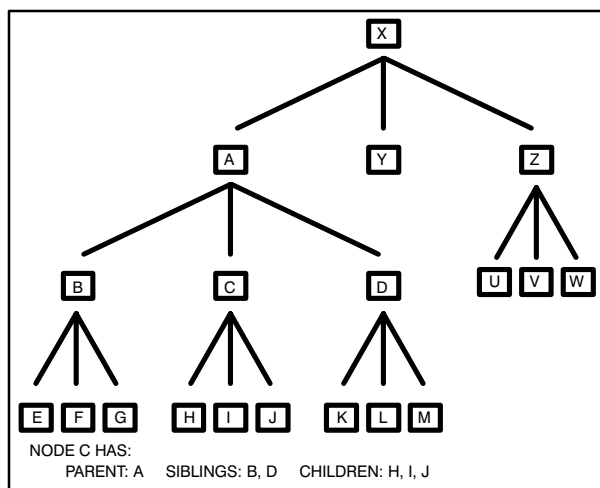 X
A Y Z
B C D U V W
E F G H I J K L M
NODE C HAS:
PARENT: A SIBLINGS: B, D CHILDREN: H, I, J